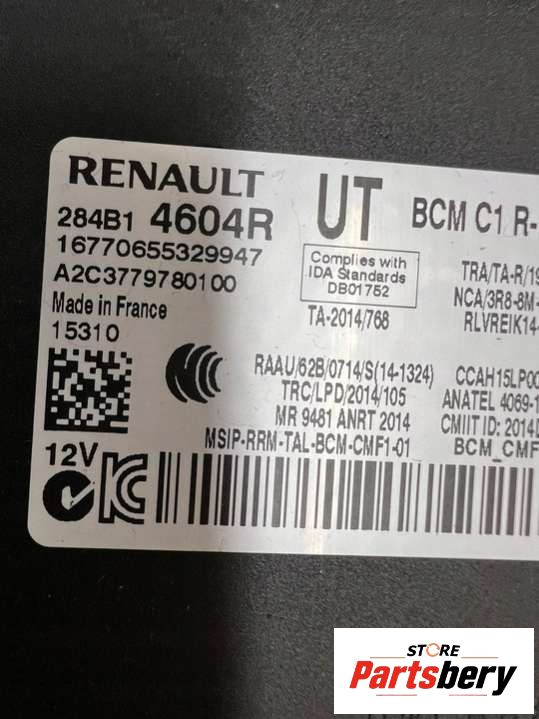 RENAULT
284B1 4604R
16770655329947
A2C3779780100
Made in France
15310
12V
UT
BCM C1 R-
Complies with
IDA Standards
DB01752
TA-2014/768
TRA/TA-R/19
NCA/3R8-8M-
RLVREIK14-
RAAU/62B/0714/S(14-1324)
TRC/LPD/2014/105
MR 9481 ANRT 2014
MSIP-RRM-TAL-BCM-CMF1-01
CCAH15LP00
ANATEL 4069-1
CMIIT ID: 2014D
BCM_CMF
STORE
Partsbery